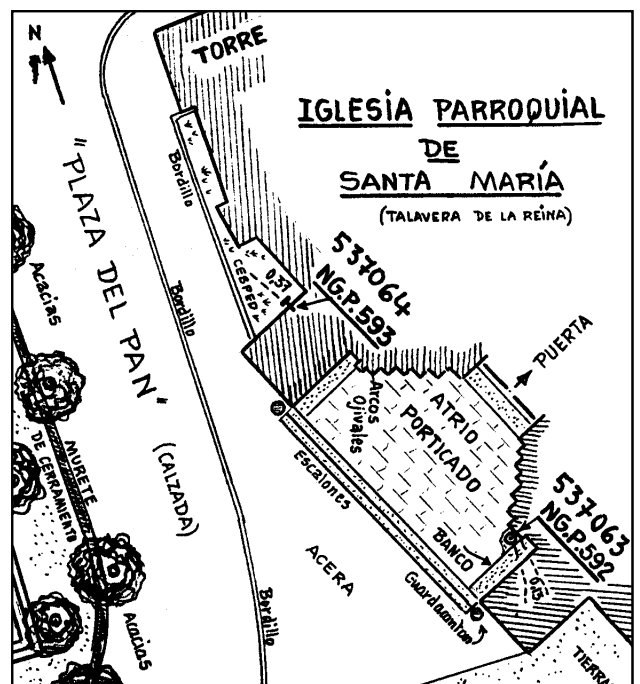 N
TORRE
IGLESIA PARROQUIAL
DE
SANTA MARÍA
(TALAVERA DE LA REINA)
"PLAZA DEL PAN"
(CALZADA)
Bordillo
Bordillo
Bordillo
Acacias
MURETE
DE CERRAMIENTO
Acacias
CESPED
0,37
537064
NG.P.593
PUERTA
Arcos
Ojivales
ATRIO
PORTICADO
Escalones
537063
NG.P.592
BANCO
ACERA
Guardacantón
TIERRA